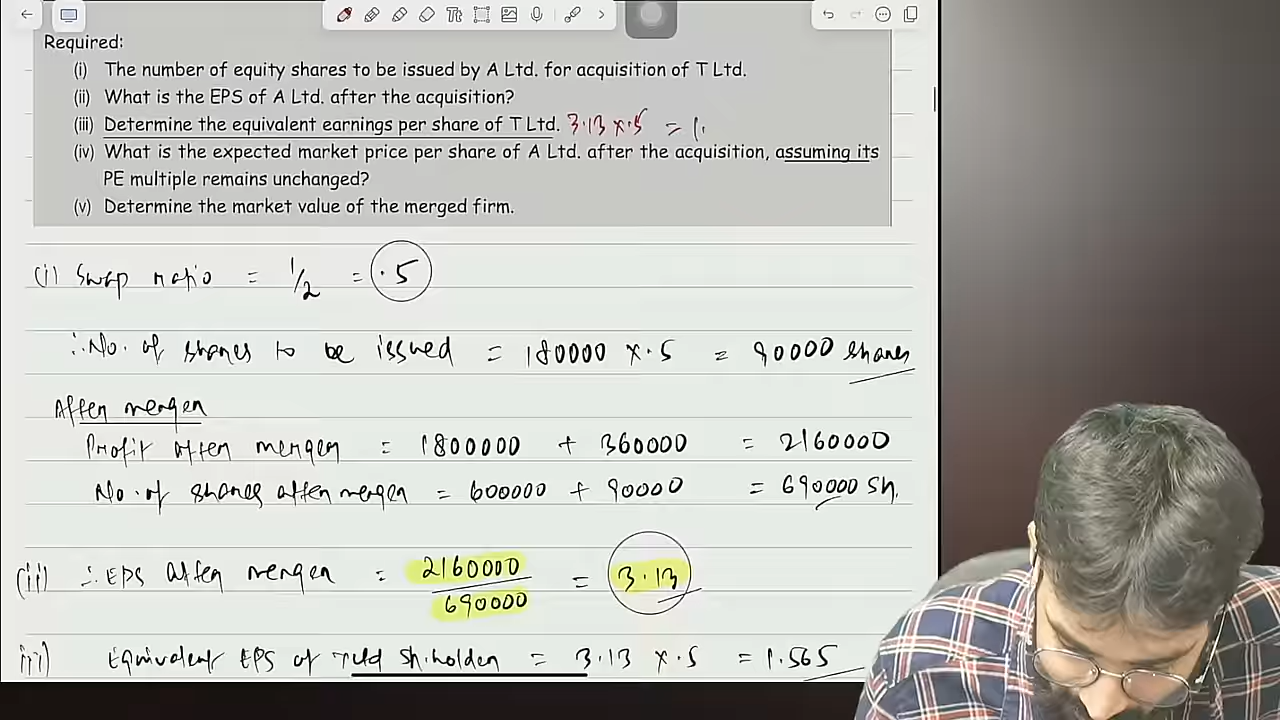 Required:
(i) The number of equity shares to be issued by A Ltd. for acquisition of T Ltd.
(ii) What is the EPS of A Ltd. after the acquisition?
(iii) Determine the equivalent earnings per share of T Ltd. 3.13 x .5 = 1.
(iv) What is the expected market price per share of A Ltd. after the acquisition, assuming its
PE multiple remains unchanged?
(v) Determine the market value of the merged firm.
(i) Swap ratio = 1/2 = .5
∴ No. of shares to be issued = 180000 x .5 = 90000 shares
After merger
Profit after merger = 1800000 + 360000 = 2160000
No. of shares after merger = 600000 + 90000 = 690000 sh.
(ii) ∴ EPS after merger = 2160000 / 690000 = 3.13
iii) Equivalent EPS of T Ltd sh.holder = 3.13 x .5 = 1.565